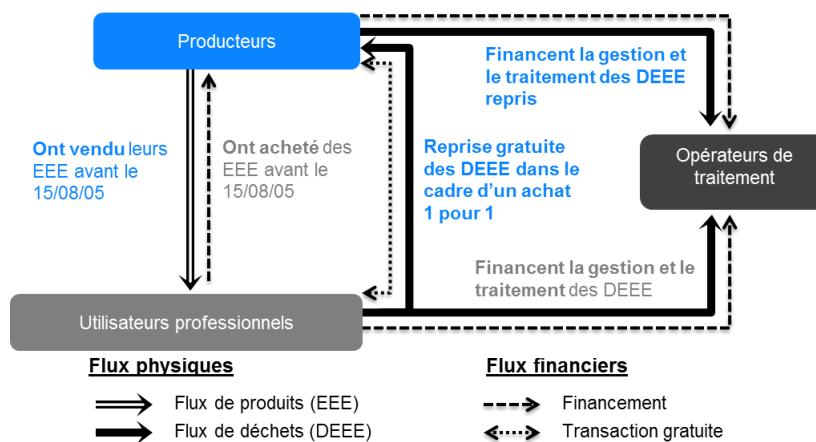 Producteurs
Financent la gestion et
le traitement des DEEE
repris
Ont vendu leurs
EEE avant le
15/08/05
Ont acheté des
EEE avant le
15/08/05
Reprise gratuite
des DEEE dans le
cadre d'un achat
1 pour 1
Opérateurs de
traitement
Financent la gestion et le
traitement des DEEE
Utilisateurs professionnels
Flux physiques
Flux de produits (EEE)
Flux de déchets (DEEE)
Flux financiers
Financement
Transaction gratuite